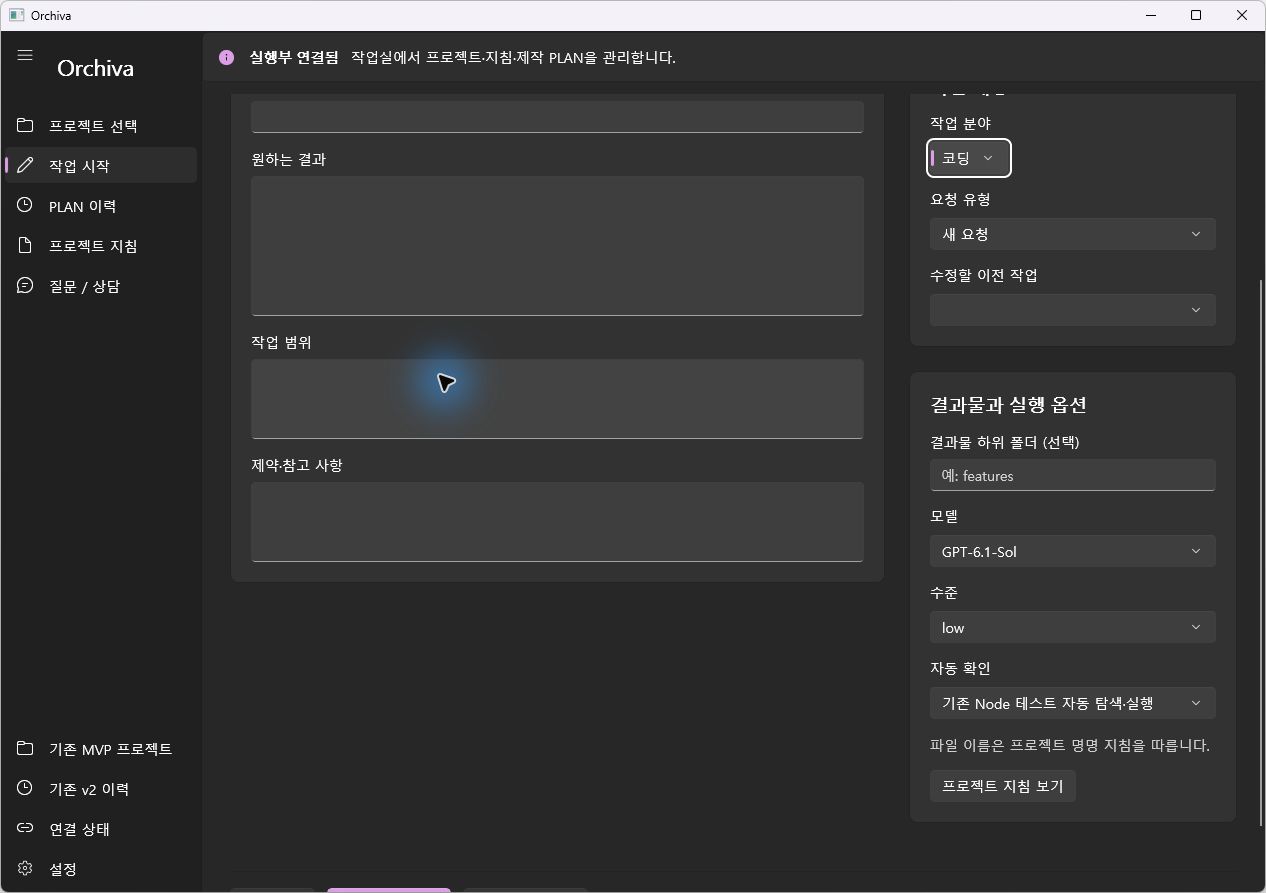 Orchiva
Orchiva
프로젝트 선택
작업 시작
PLAN 이력
프로젝트 지침
질문 / 상담
기존 MVP 프로젝트
기존 v2 이력
연결 상태
설정
실행부 연결됨 작업실에서 프로젝트·지침·제작 PLAN을 관리합니다.
원하는 결과
작업 범위
제약·참고 사항
작업 분야
코딩
요청 유형
새 요청
수정할 이전 작업
결과물과 실행 옵션
결과물 하위 폴더 (선택)
예: features
모델
GPT-6.1-Sol
수준
low
자동 확인
기존 Node 테스트 자동 탐색·실행
파일 이름은 프로젝트 명명 지침을 따릅니다.
프로젝트 지침 보기